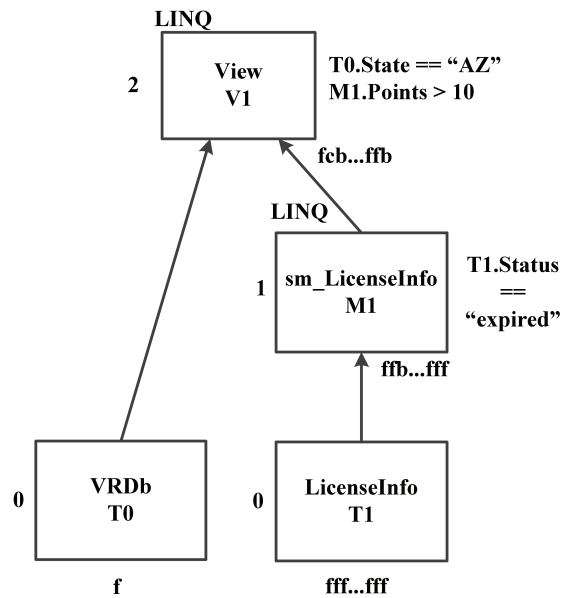 LINQ
2
View
V1
T0.State == “AZ”
M1.Points > 10
fcb...ffb
LINQ
1
sm_LicenseInfo
M1
T1.Status
==
“expired”
ffb...fff
0
VRDb
T0
0
LicenseInfo
T1
f
fff...fff